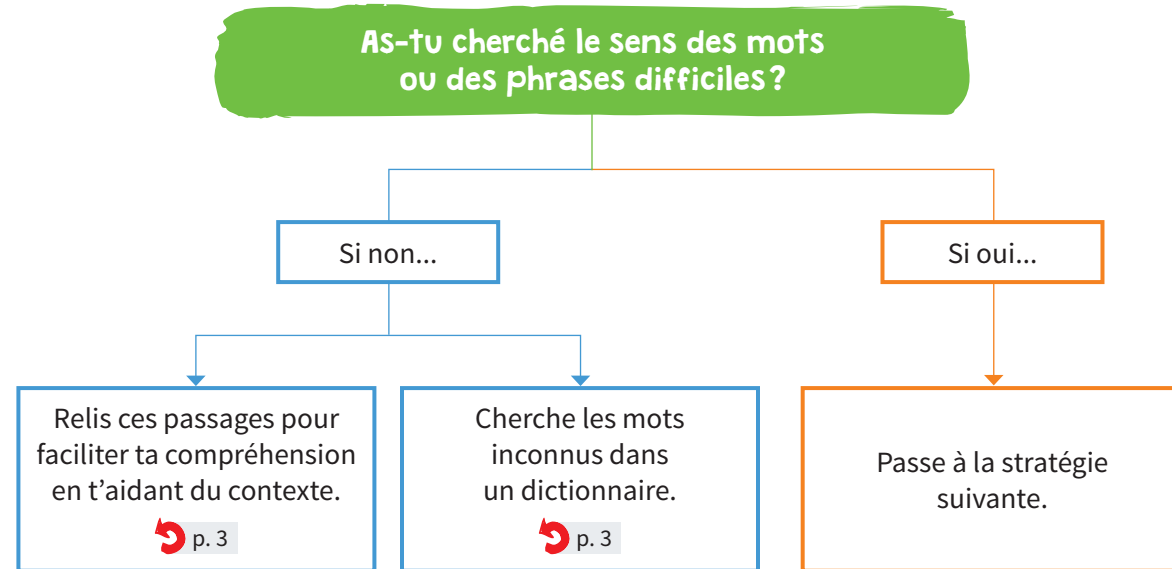 As-tu cherché le sens des mots
ou des phrases difficiles ?
Si non...
Si oui...
Relis ces passages pour
faciliter ta compréhension
en t'aidant du contexte.
p. 3
Cherche les mots
inconnus dans
un dictionnaire.
p. 3
Passe à la stratégie
suivante.